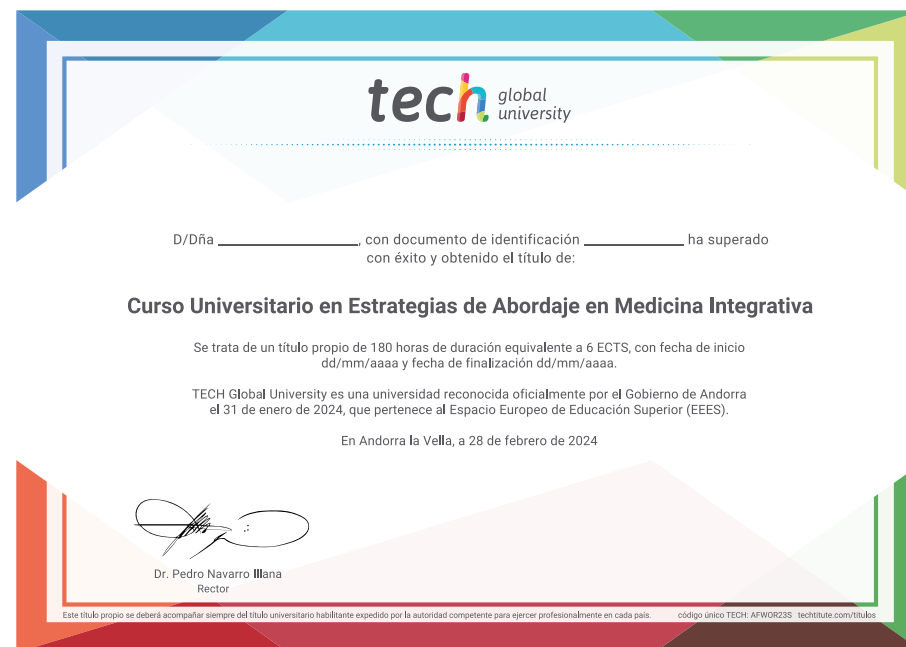 tech global university
D/Dña ____________________, con documento de identificación ______________ ha superado
con éxito y obtenido el título de:
Curso Universitario en Estrategias de Abordaje en Medicina Integrativa
Se trata de un título propio de 180 horas de duración equivalente a 6 ECTS, con fecha de inicio
dd/mm/aaaa y fecha de finalización dd/mm/aaaa.
TECH Global University es una universidad reconocida oficialmente por el Gobierno de Andorra
el 31 de enero de 2024, que pertenece al Espacio Europeo de Educación Superior (EEES).
En Andorra la Vella, a 28 de febrero de 2024
Dr. Pedro Navarro Illana
Rector
Este título propio se deberá acompañar siempre del título universitario habilitante expedido por la autoridad competente para ejercer profesionalmente en cada país. código único TECH: AFWOR23S techtitute.com/titulos